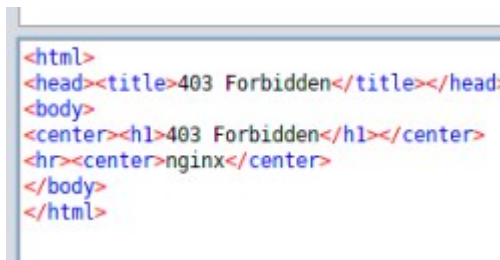 <html>
<head><title>403 Forbidden</title></head>
<body>
<center><h1>403 Forbidden</h1></center>
<hr><center>nginx</center>
</body>
</html>